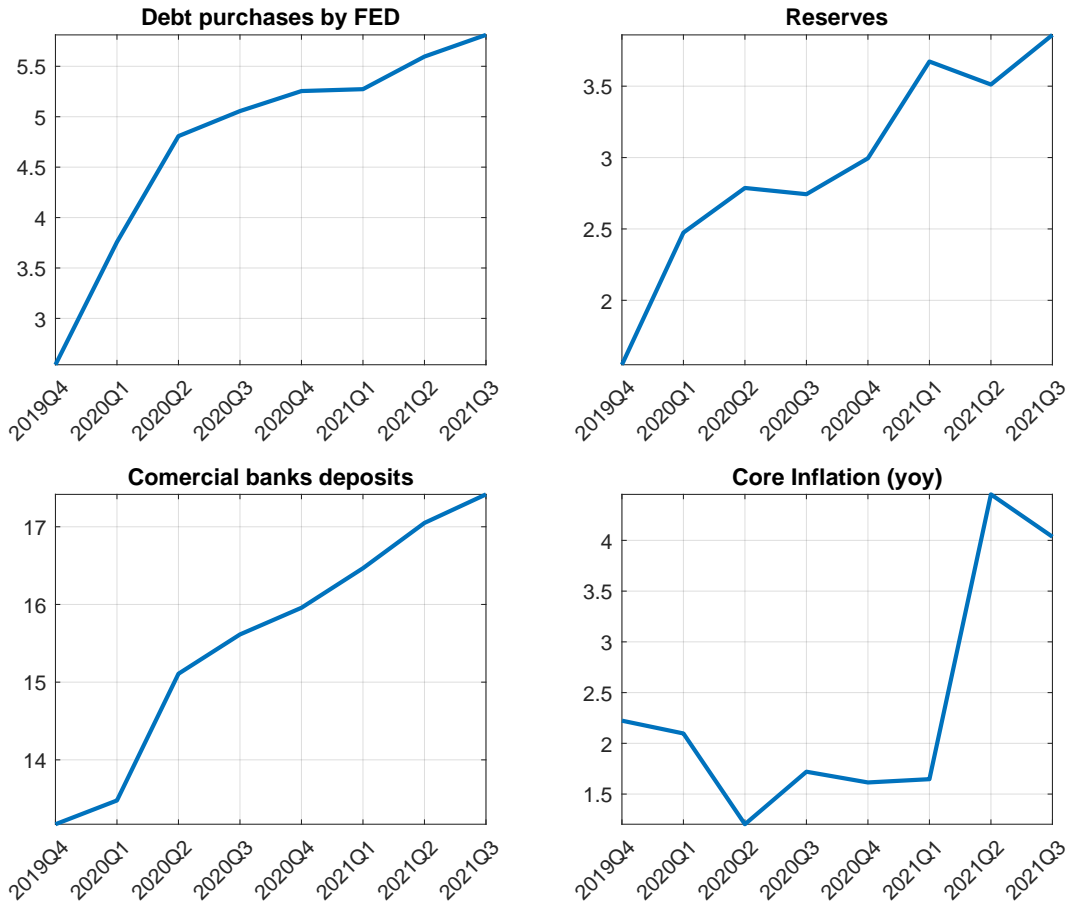 Debt purchases by FED
5.5
5
4.5
4
3.5
3
2019Q4
2020Q1
2020Q2
2020Q3
2020Q4
2021Q1
2021Q2
2021Q3
Reserves
3.5
3
2.5
2
2019Q4
2020Q1
2020Q2
2020Q3
2020Q4
2021Q1
2021Q2
2021Q3
Comercial banks deposits
17
16
15
14
2019Q4
2020Q1
2020Q2
2020Q3
2020Q4
2021Q1
2021Q2
2021Q3
Core Inflation (yoy)
4
3.5
3
2.5
2
1.5
2019Q4
2020Q1
2020Q2
2020Q3
2020Q4
2021Q1
2021Q2
2021Q3